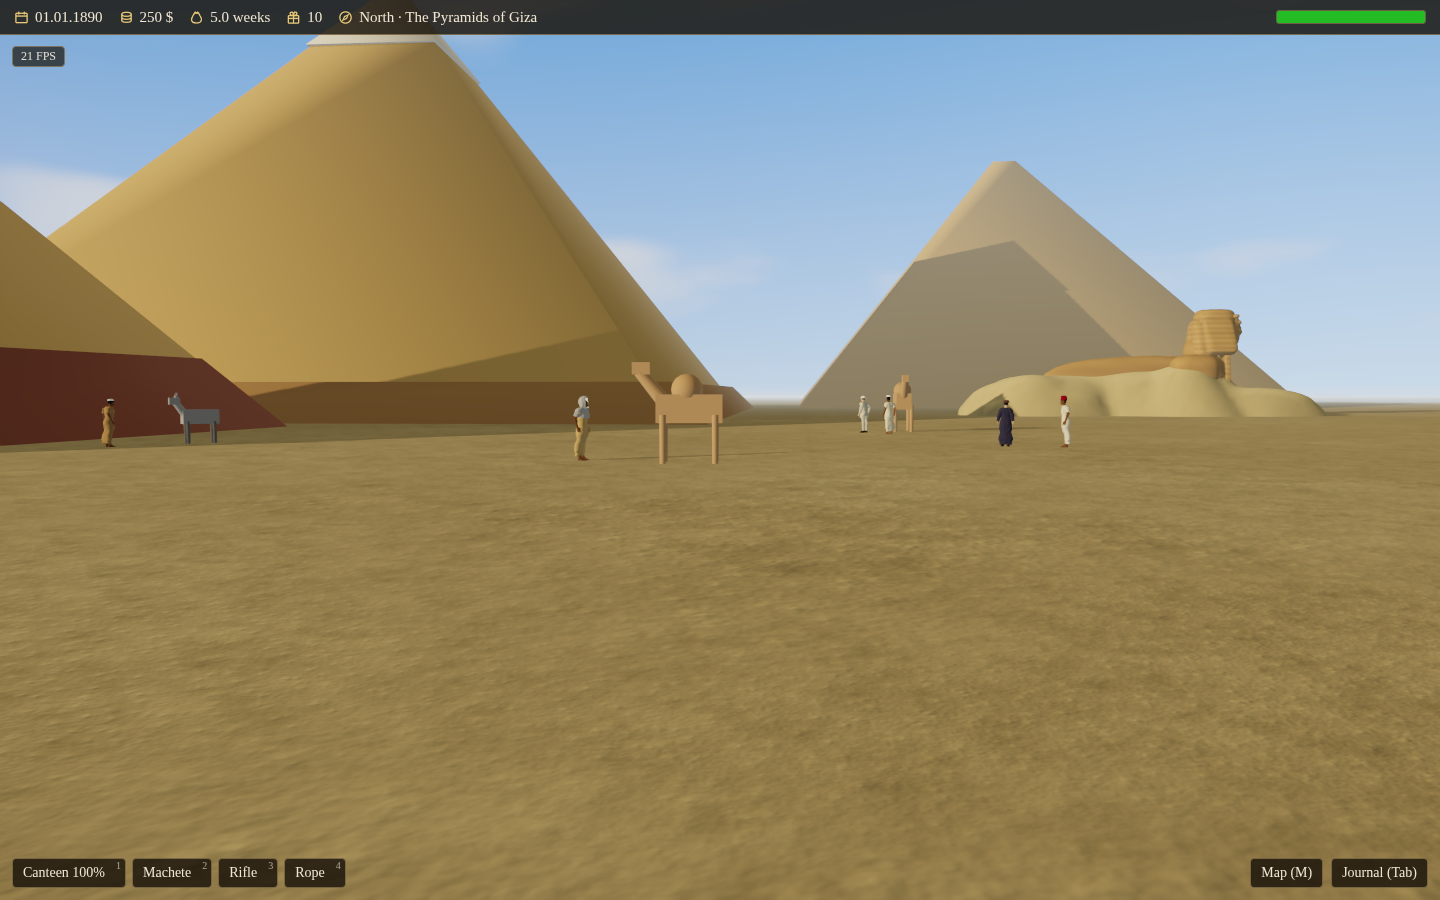 01.01.1890 250 $ 5.0 weeks 10 North · The Pyramids of Giza
21 FPS
Canteen 100% 1 Machete 2 Rifle 3 Rope 4 Map (M) Journal (Tab)